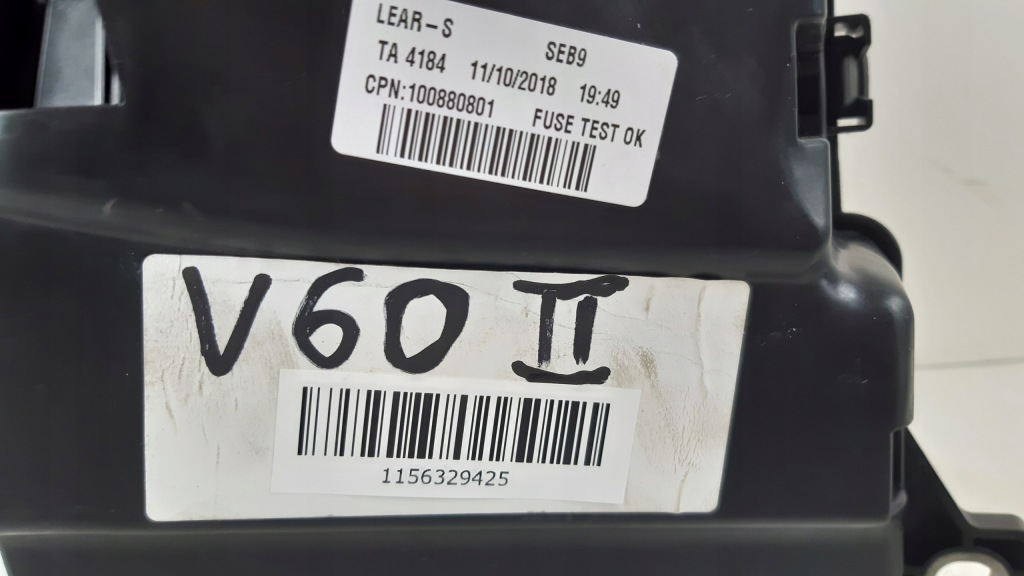 LEAR-S SEB9
TA 4184 11/10/2018 19:49
CPN:100880801 FUSE TEST OK
V60 II
1156329425